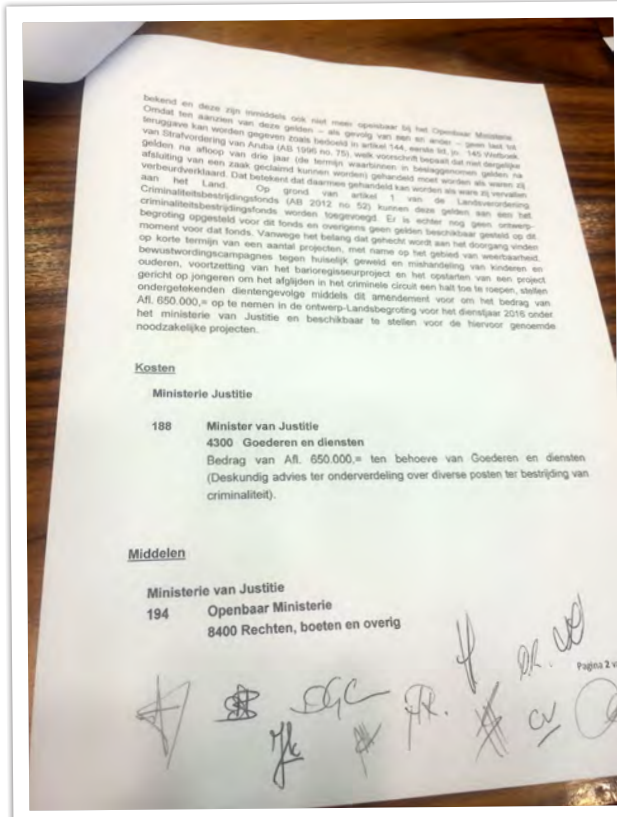 bekend en deze zijn inmiddels ook niet meer openbaar bij het Openbaar Ministerie.
Omdat ten aanzien van deze gelden – als gevolg van een en ander – geen last tot
teruggave kan worden gegeven zoals bedoeld in artikel 144, eerste lid, jo. 145 Wetboek
van Strafvordering van Aruba (AB 1996 no. 75), welk voorschrift bepaalt dat met dergelijke
gelden na afloop van drie jaar (de termijn waarbinnen in beslaggenomen gelden na
afsluiting van een zaak geclaimd kunnen worden) gehandeld moet worden als waren zij
verbeurdverklaard. Dat betekent dat daarmee gehandeld kan worden als ware zij vervallen
aan het Land. Op grond van artikel 1 van de Landsverordening
Criminaliteitsbestrijdingsfonds (AB 2012 no 52) kunnen deze gelden aan een het
criminaliteitsbestrijdingsfonds worden toegevoegd. Er is echter nog geen ontwerp-
begroting opgesteld voor dit fonds en overigens geen gelden beschikbaar gesteld op dit
moment voor dat fonds. Vanwege het belang dat gehecht wordt aan het doorgang vinden
op korte termijn van een aantal projecten, met name op het gebied van weerbaarheid,
bewustwordingscampagnes tegen huiselijk geweld en mishandeling van kinderen en
ouderen, voortzetting van het barioregisseurproject en het opstarten van een project
gericht op jongeren om het afglijden in het criminele circuit een halt toe te roepen, stellen
ondergetekenden dientengevolge middels dit amendement voor om het bedrag van
Afl. 650.000,= op te nemen in de ontwerp-Landsbegroting voor het dienstjaar 2016 onder
het ministerie van Justitie en beschikbaar te stellen voor de hiervoor genoemde
noodzakelijke projecten.
Kosten
Ministerie Justitie
188 Minister van Justitie
4300 Goederen en diensten
Bedrag van Afl. 650.000,= ten behoeve van Goederen en diensten
(Deskundig advies ter onderverdeling over diverse posten ter bestrijding van
criminaliteit).
Middelen
Ministerie van Justitie
194 Openbaar Ministerie
8400 Rechten, boeten en overig
Pagina 2 v